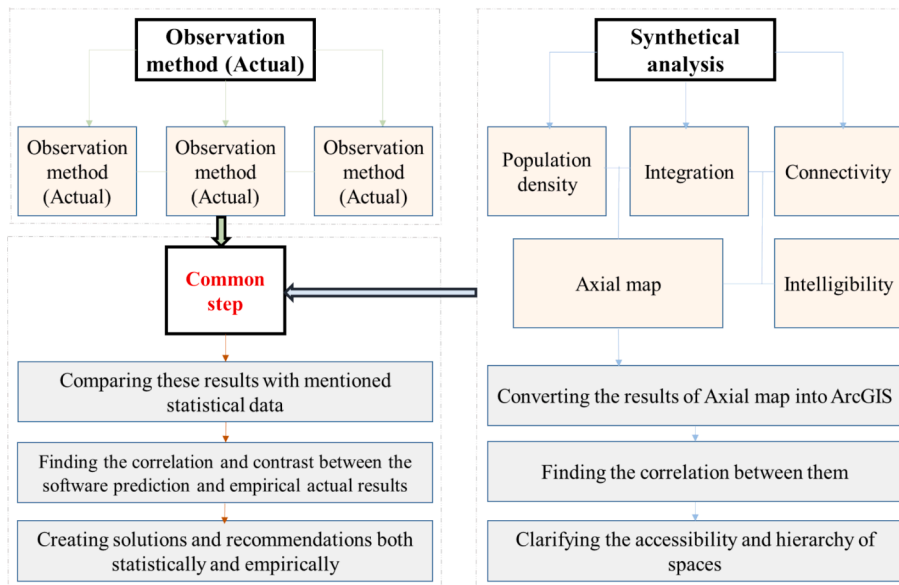 Observation
method (Actual)
Observation
method
(Actual)
Observation
method
(Actual)
Observation
method
(Actual)
Common
step
Comparing these results with mentioned
statistical data
Finding the correlation and contrast between the
software prediction and empirical actual results
Creating solutions and recommendations both
statistically and empirically
Synthetical
analysis
Population
density
Integration
Connectivity
Axial map
Intelligibility
Converting the results of Axial map into ArcGIS
Finding the correlation between them
Clarifying the accessibility and hierarchy of
spaces